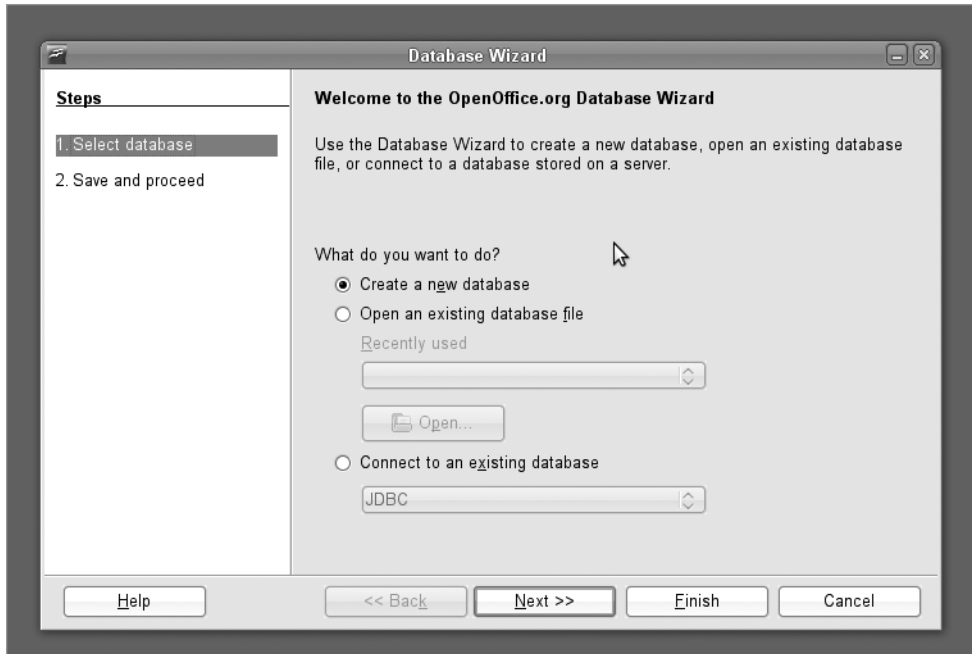 Database Wizard
Steps
1. Select database
2. Save and proceed
Welcome to the OpenOffice.org Database Wizard
Use the Database Wizard to create a new database, open an existing database
file, or connect to a database stored on a server.
What do you want to do?
Create a new database
Open an existing database file
Recently used
Open...
Connect to an existing database
JDBC
Help
<< Back
Next >>
Finish
Cancel